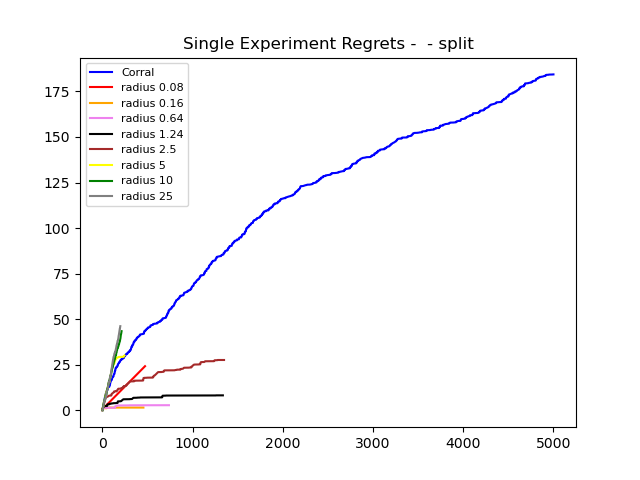 Single Experiment Regrets -  - split
Corral
radius 0.08
radius 0.16
radius 0.64
radius 1.24
radius 2.5
radius 5
radius 10
radius 25
175
150
125
100
75
50
25
0
0 1000 2000 3000 4000 5000